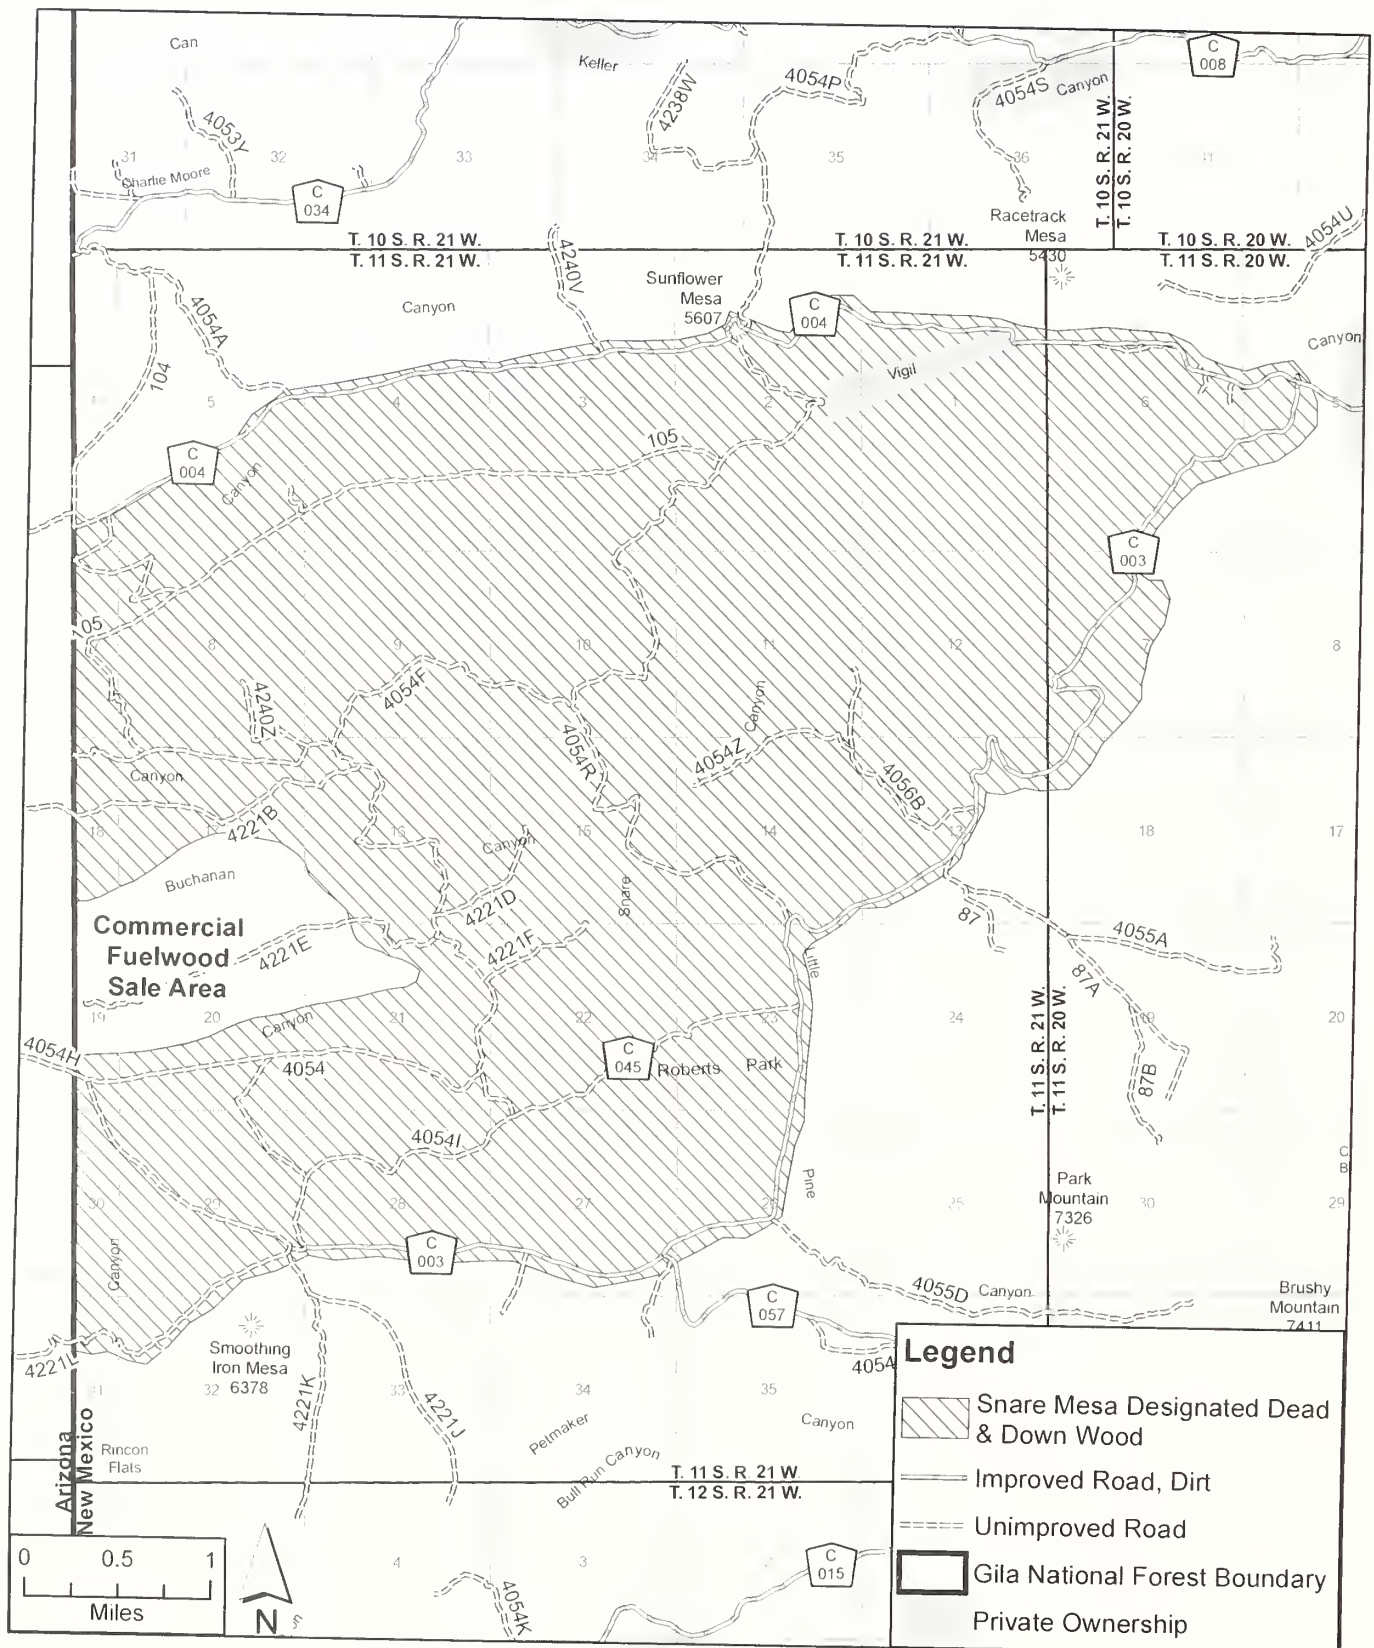 Can
Keller
4238W
4054P
4054S
Canyon
C
008
4053Y
31
32
33
34
35
36
31
Charlie Moore
C
034
T. 10 S. R. 21 W.
T. 10 S. R. 20 W.
Racetrack
Mesa
5430
T. 10 S. R. 21 W.
T. 11 S. R. 21 W.
T. 10 S. R. 21 W.
T. 11 S. R. 21 W.
T. 10 S. R. 20 W.
T. 11 S. R. 20 W.
4054U
4240V
Sunflower
Mesa
5607
Canyon
4054A
104
C
004
Canyon
Vigil
5
4
3
2
1
6
5
105
C
004
Canyon
C
003
105
8
9
10
11
12
7
8
4054F
4240Z
4054R
Canyon
4054Z
4056B
Canyon
4221B
18
17
16
15
14
13
18
17
Canyon
Buchanan
Snare
4221D
87
4055A
Commercial
Fuelwood
Sale Area
4221E
4221F
Little
87A
19
20
21
22
23
24
19
20
Canyon
4054H
4054
C
045
Roberts Park
T. 11 S. R. 21 W.
T. 11 S. R. 20 W.
87B
4054I
C
B
Pine
Park
Mountain
7326
30
29
28
27
26
25
30
29
Canyon
C
003
4055D
Canyon
Brushy
Mountain
7411
C
057
4221L
Smoothing
Iron Mesa
6378
4054
31
32
33
34
35
4221K
4221J
Petmaker
Canyon
Bull Run Canyon
Rincon
Flats
Arizona
New Mexico
T. 11 S. R. 21 W.
T. 12 S. R. 21 W.
4
3
C
015
4054K
0 0.5 1
Miles
N
Legend
Snare Mesa Designated Dead
& Down Wood
Improved Road, Dirt
Unimproved Road
Gila National Forest Boundary
Private Ownership